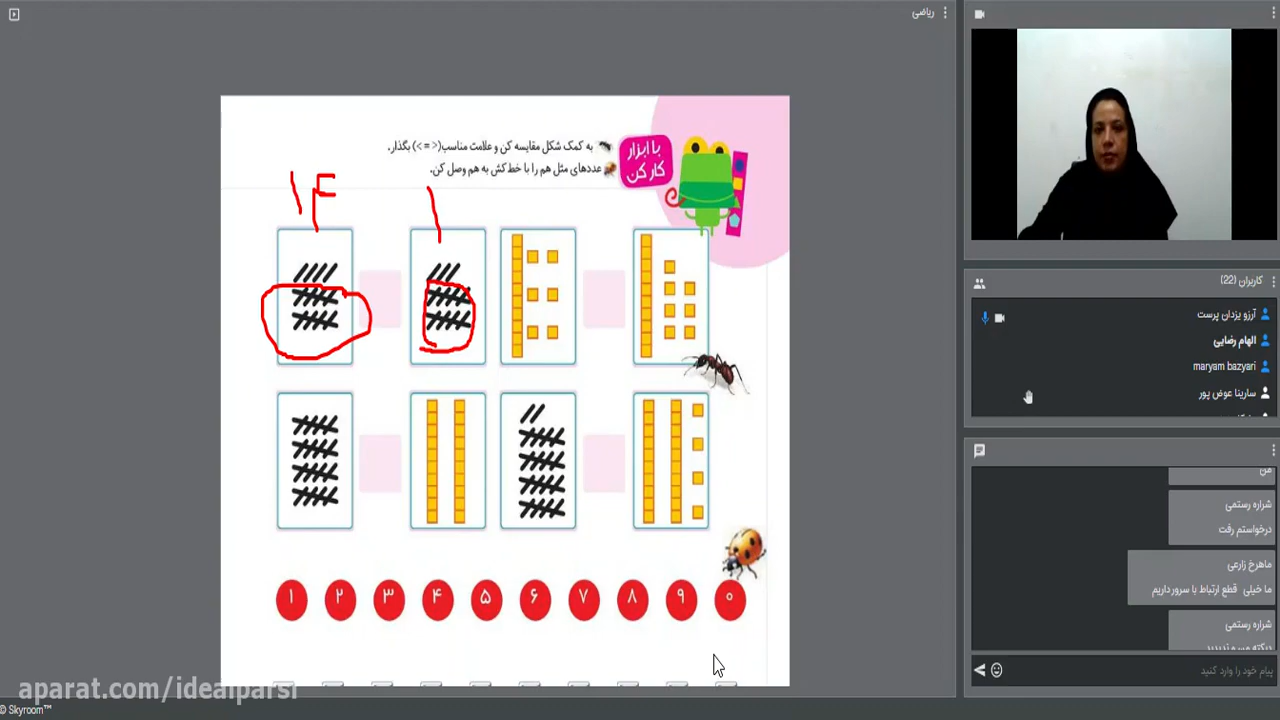 ریاضی
به کمک شکل مقایسه کن و علامت مناسب(< = >) بگذار.
عددهای مثل هم را با خط‌کش به هم وصل کن.
با ابزار
کار کن
۱۴
۱
۱ ۲ ۳ ۴ ۵ ۶ ۷ ۸ ۹ ۰
کاربران (22)
آرزو یزدان پرست
الهام رضایی
maryam bazyari
سارینا عوض پور
من
شراره رستمی
درخواستم رفت
ماهرخ زارعی
ما خیلی قطع ارتباط با سرور داریم
شراره رستمی
پیام خود را وارد کنید
aparat.com/idealparsi
© Skyroom™